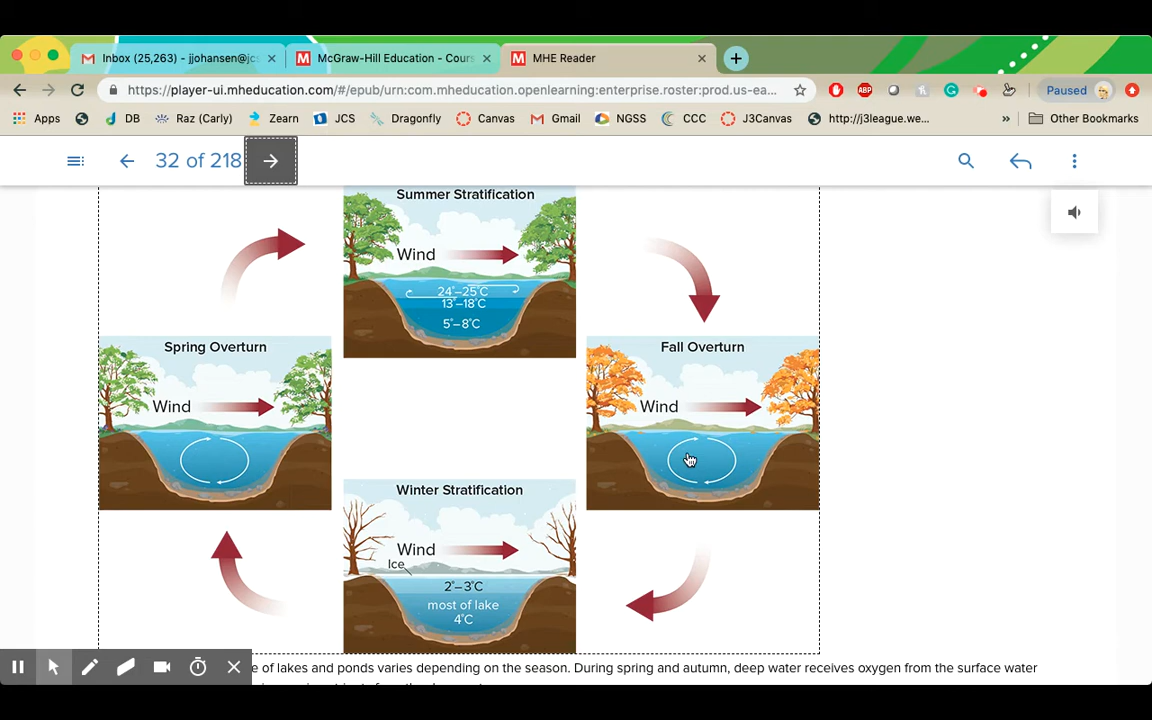 Inbox (25,263) - jjohansen@jc
McGraw-Hill Education - Cours
MHE Reader
https://player-ui.mheducation.com/#/epub/urn:com.mheducation.openlearning:enterprise.roster:prod.us-ea...
Paused
Apps
DB
Raz (Carly)
Zearn
JCS
Dragonfly
Canvas
Gmail
NGSS
CCC
J3Canvas
http://j3league.we...
»
Other Bookmarks
32 of 218
Summer Stratification
Wind
24°–25°C
13°–18°C
5°–8°C
Spring Overturn
Wind
Fall Overturn
Wind
Winter Stratification
Wind
Ice
2°–3°C
most of lake
4°C
e of lakes and ponds varies depending on the season. During spring and autumn, deep water receives oxygen from the surface water